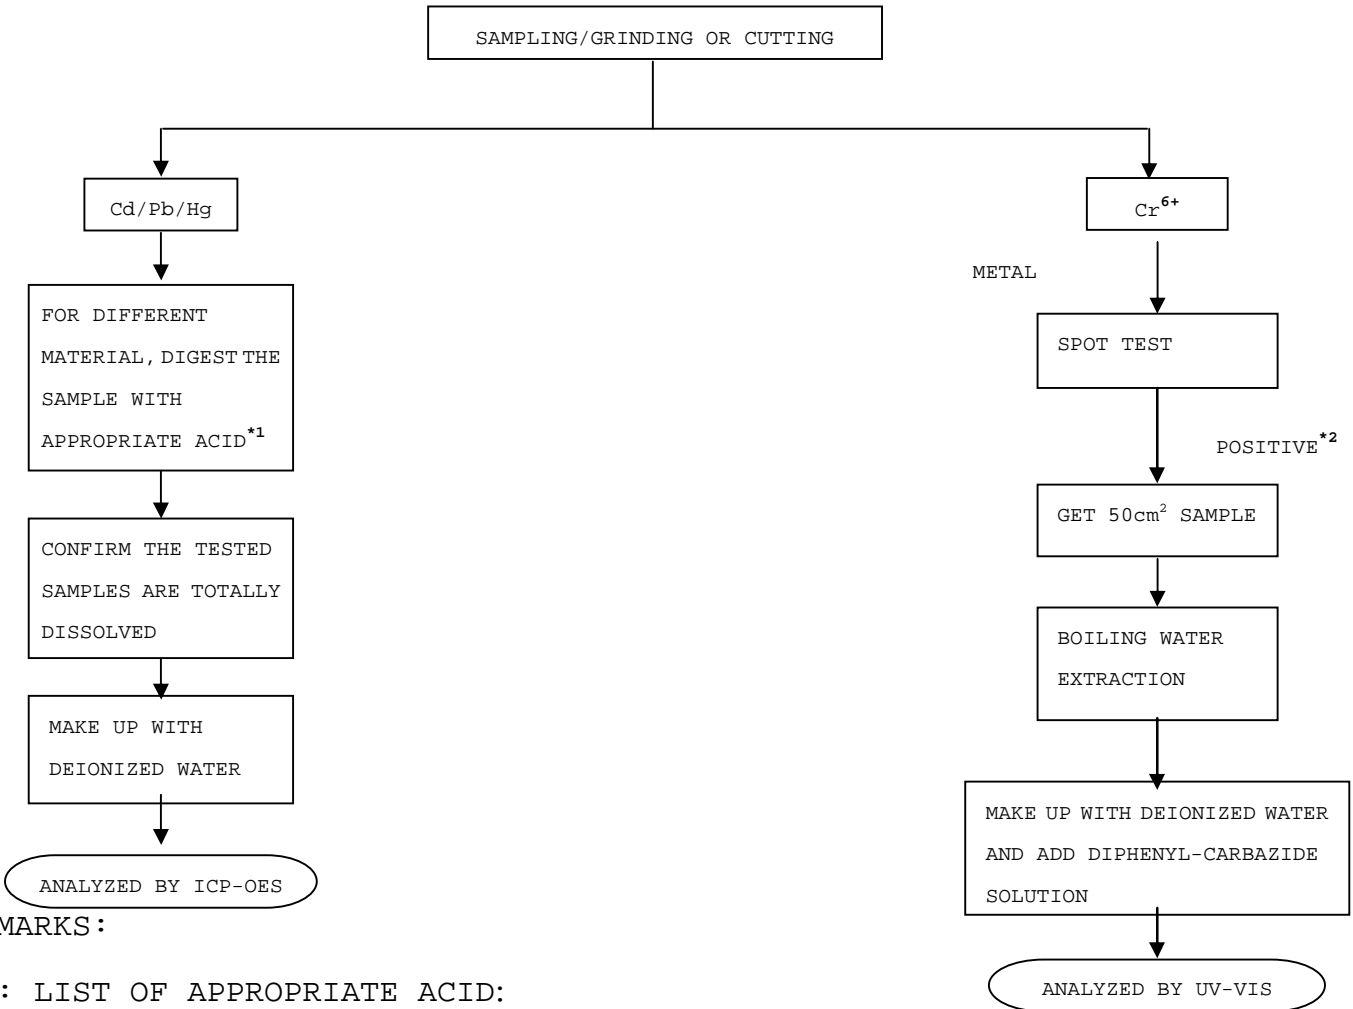 SAMPLING/GRINDING OR CUTTING
Cd/Pb/Hg
FOR DIFFERENT
MATERIAL, DIGEST THE
SAMPLE WITH
APPROPRIATE ACID*1
CONFIRM THE TESTED
SAMPLES ARE TOTALLY
DISSOLVED
MAKE UP WITH
DEIONIZED WATER
ANALYZED BY ICP-OES
Cr6+
METAL
SPOT TEST
POSITIVE*2
GET 50cm2 SAMPLE
BOILING WATER
EXTRACTION
MAKE UP WITH DEIONIZED WATER
AND ADD DIPHENYL-CARBAZIDE
SOLUTION
ANALYZED BY UV-VIS
MARKS:
: LIST OF APPROPRIATE ACID: